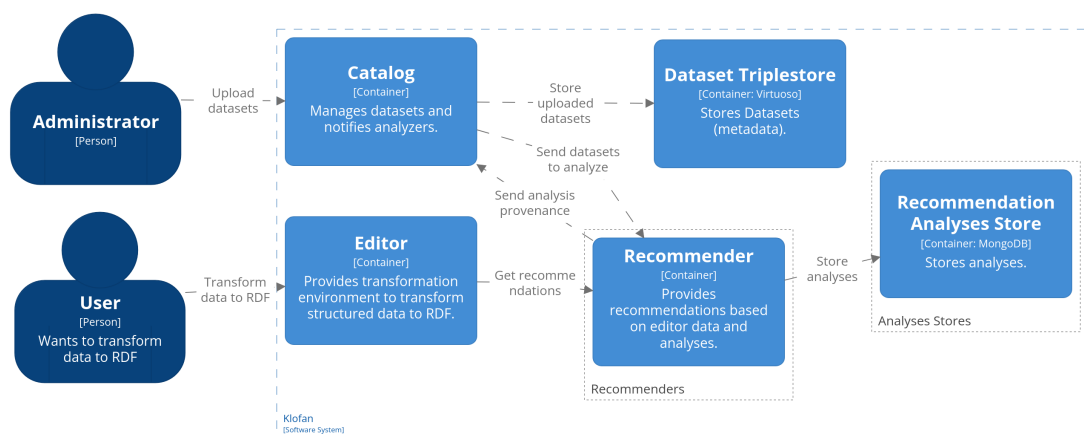 Administrator
[Person]
Upload
datasets
Catalog
[Container]
Manages datasets and
notifies analyzers.
Store
uploaded
datasets
Dataset Triplestore
[Container: Virtuoso]
Stores Datasets
(metadata).
Send datasets
to analyze
Send analysis
provenance
User
[Person]
Wants to transform
data to RDF
Transform
data to RDF
Editor
[Container]
Provides transformation
environment to transform
structured data to RDF.
Get recomme
ndations
Recommender
[Container]
Provides
recommendations based
on editor data and
analyses.
Recommenders
Store
analyses
Recommendation
Analyses Store
[Container: MongoDB]
Stores analyses.
Analyses Stores
Klofan
[Software System]